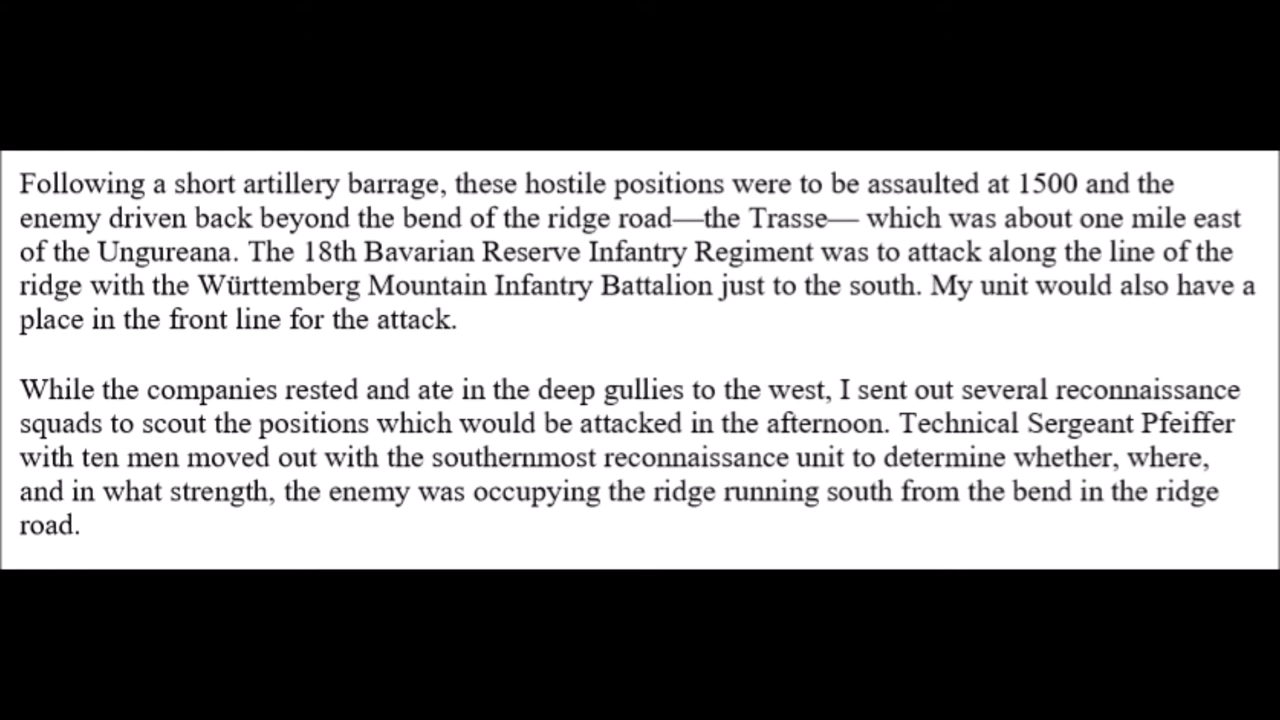 Following a short artillery barrage, these hostile positions were to be assaulted at 1500 and the
enemy driven back beyond the bend of the ridge road—the Trasse— which was about one mile east
of the Ungureana. The 18th Bavarian Reserve Infantry Regiment was to attack along the line of the
ridge with the Württemberg Mountain Infantry Battalion just to the south. My unit would also have a
place in the front line for the attack.
While the companies rested and ate in the deep gullies to the west, I sent out several reconnaissance
squads to scout the positions which would be attacked in the afternoon. Technical Sergeant Pfeiffer
with ten men moved out with the southernmost reconnaissance unit to determine whether, where,
and in what strength, the enemy was occupying the ridge running south from the bend in the ridge
road.